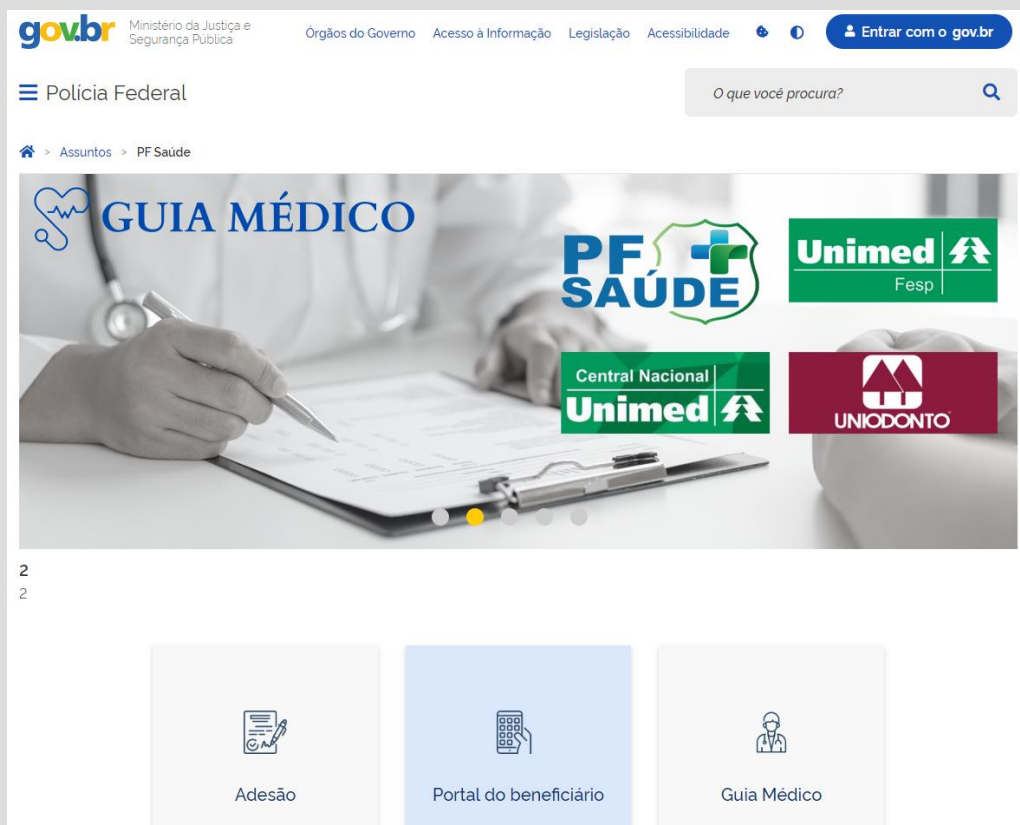 gov.br
Ministério da Justiça e
Segurança Pública
Órgãos do Governo Acesso à Informação Legislação Acessibilidade
Entrar com o gov.br
Polícia Federal
O que você procura?
> Assuntos > PF Saúde
GUIA MÉDICO
PF
SAÚDE
Unimed
Fesp
Central Nacional
Unimed
UNIODONTO
2
2
Adesão
Portal do beneficiário
Guia Médico